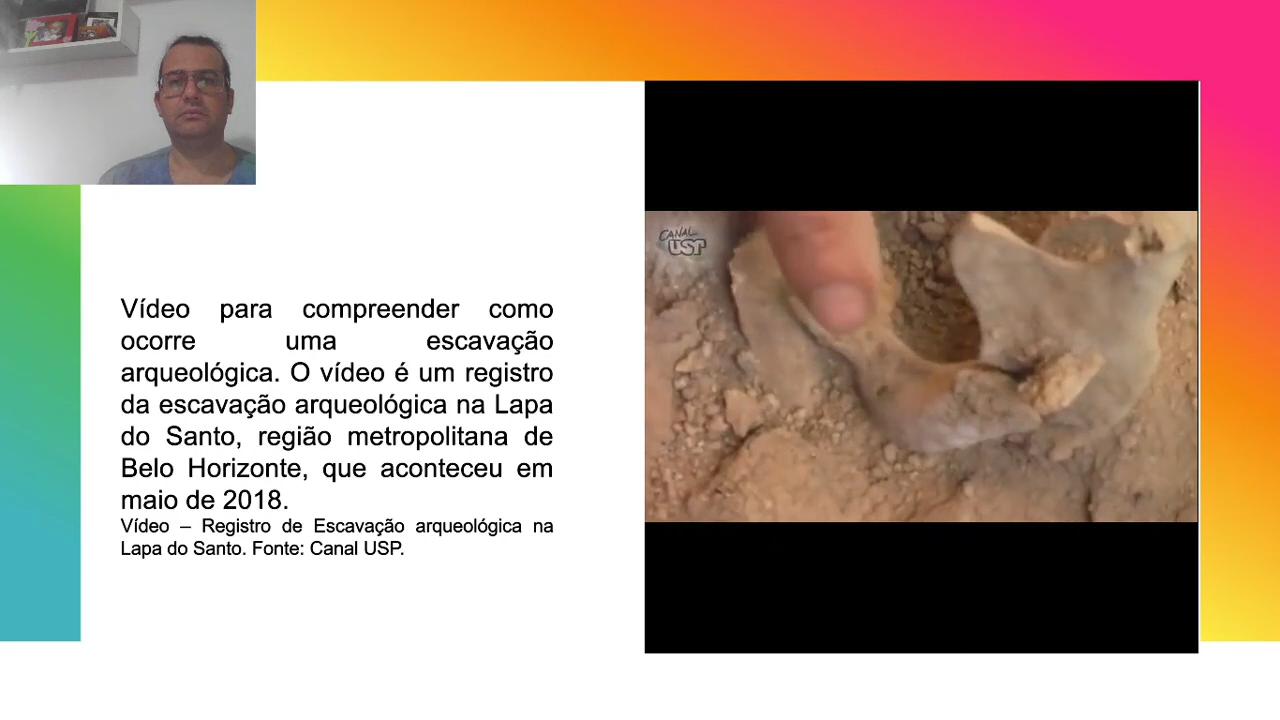 Vídeo para compreender como
ocorre uma escavação
arqueológica. O vídeo é um registro
da escavação arqueológica na Lapa
do Santo, região metropolitana de
Belo Horizonte, que aconteceu em
maio de 2018.
Vídeo – Registro de Escavação arqueológica na
Lapa do Santo. Fonte: Canal USP.
CANAL
USP